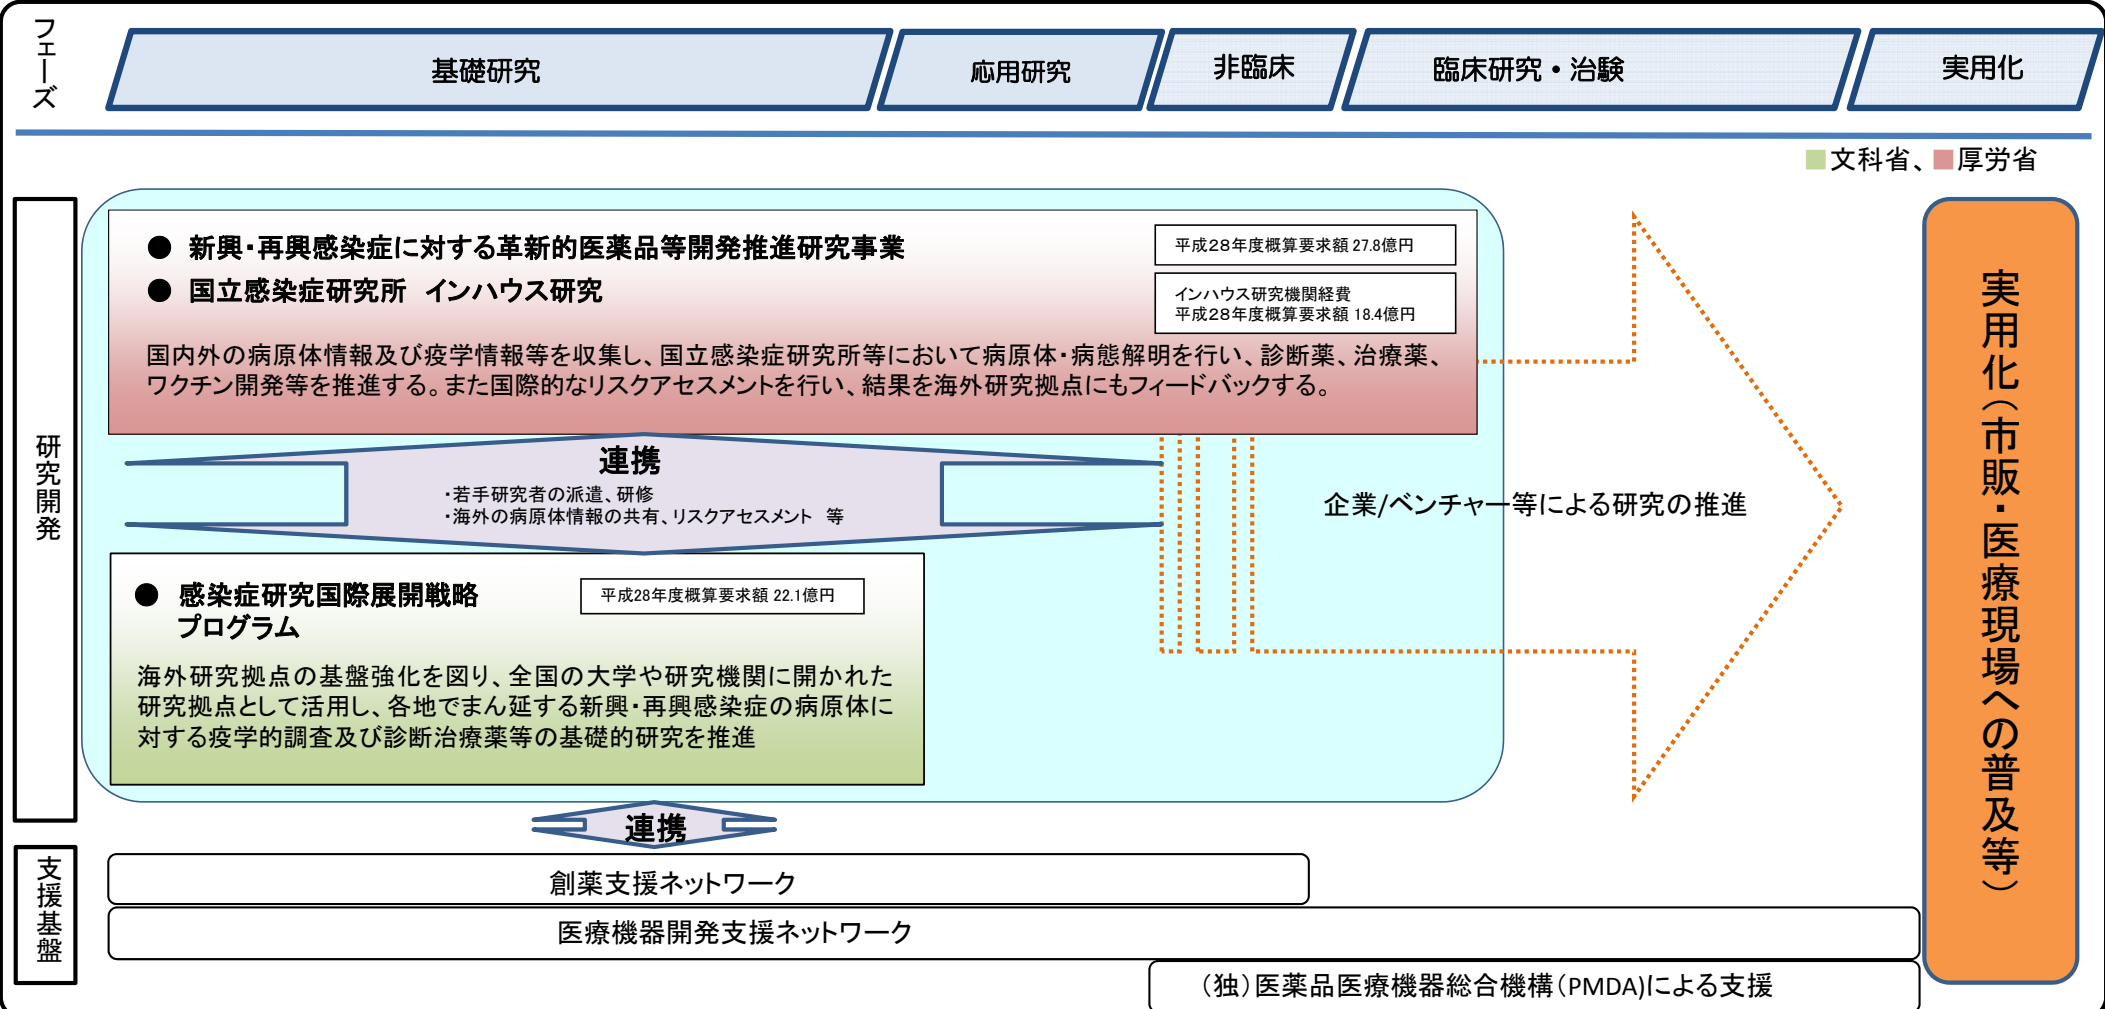 フェーズ
基礎研究
応用研究
非臨床
臨床研究・治験
実用化
■文科省、■厚労省
研究開発
● 新興・再興感染症に対する革新的医薬品等開発推進研究事業
平成28年度概算要求額 27.8億円
● 国立感染症研究所 インハウス研究
インハウス研究機関経費
平成28年度概算要求額 18.4億円
国内外の病原体情報及び疫学情報等を収集し、国立感染症研究所等において病原体・病態解明を行い、診断薬、治療薬、
ワクチン開発等を推進する。また国際的なリスクアセスメントを行い、結果を海外研究拠点にもフィードバックする。
連携
・若手研究者の派遣、研修
・海外の病原体情報の共有、リスクアセスメント 等
企業/ベンチャー等による研究の推進
● 感染症研究国際展開戦略
プログラム
平成28年度概算要求額 22.1億円
海外研究拠点の基盤強化を図り、全国の大学や研究機関に開かれた
研究拠点として活用し、各地でまん延する新興・再興感染症の病原体に
対する疫学的調査及び診断治療薬等の基礎的研究を推進
実用化（市販・医療現場への普及等）
連携
支援基盤
創薬支援ネットワーク
医療機器開発支援ネットワーク
（独）医薬品医療機器総合機構（PMDA)による支援